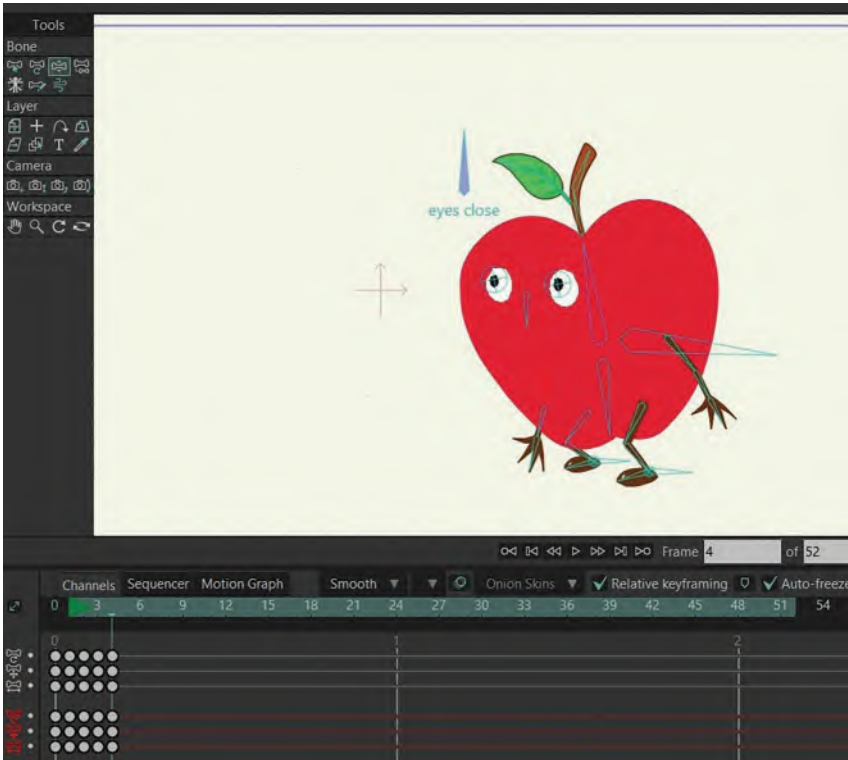 Tools
Bone
Layer
T
Camera
Workspace
eyes close
Frame 4 of 52
Channels Sequencer Motion Graph Smooth Onion Skins Relative keyframing Auto-freeze
0 3 6 9 12 15 18 21 24 27 30 33 36 39 42 45 48 51 54
0 1 2